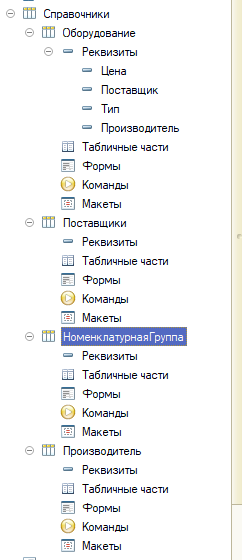 Справочники
Оборудование
Реквизиты
Цена
Поставщик
Тип
Производитель
Табличные части
Формы
Команды
Макеты
Поставщики
Реквизиты
Табличные части
Формы
Команды
Макеты
НоменклатурнаяГруппа
Реквизиты
Табличные части
Формы
Команды
Макеты
Производитель
Реквизиты
Табличные части
Формы
Команды
Макеты